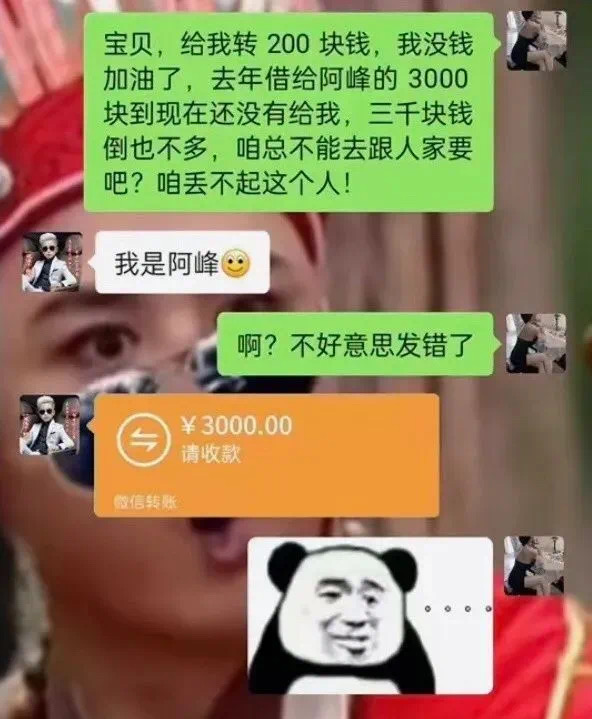 宝贝，给我转 200 块钱，我没钱
加油了，去年借给阿峰的 3000
块到现在还没有给我，三千块钱
倒也不多，咱总不能去跟人家要
吧？咱丢不起这个人！
我是阿峰
啊？不好意思发错了
￥3000.00
请收款
微信转账